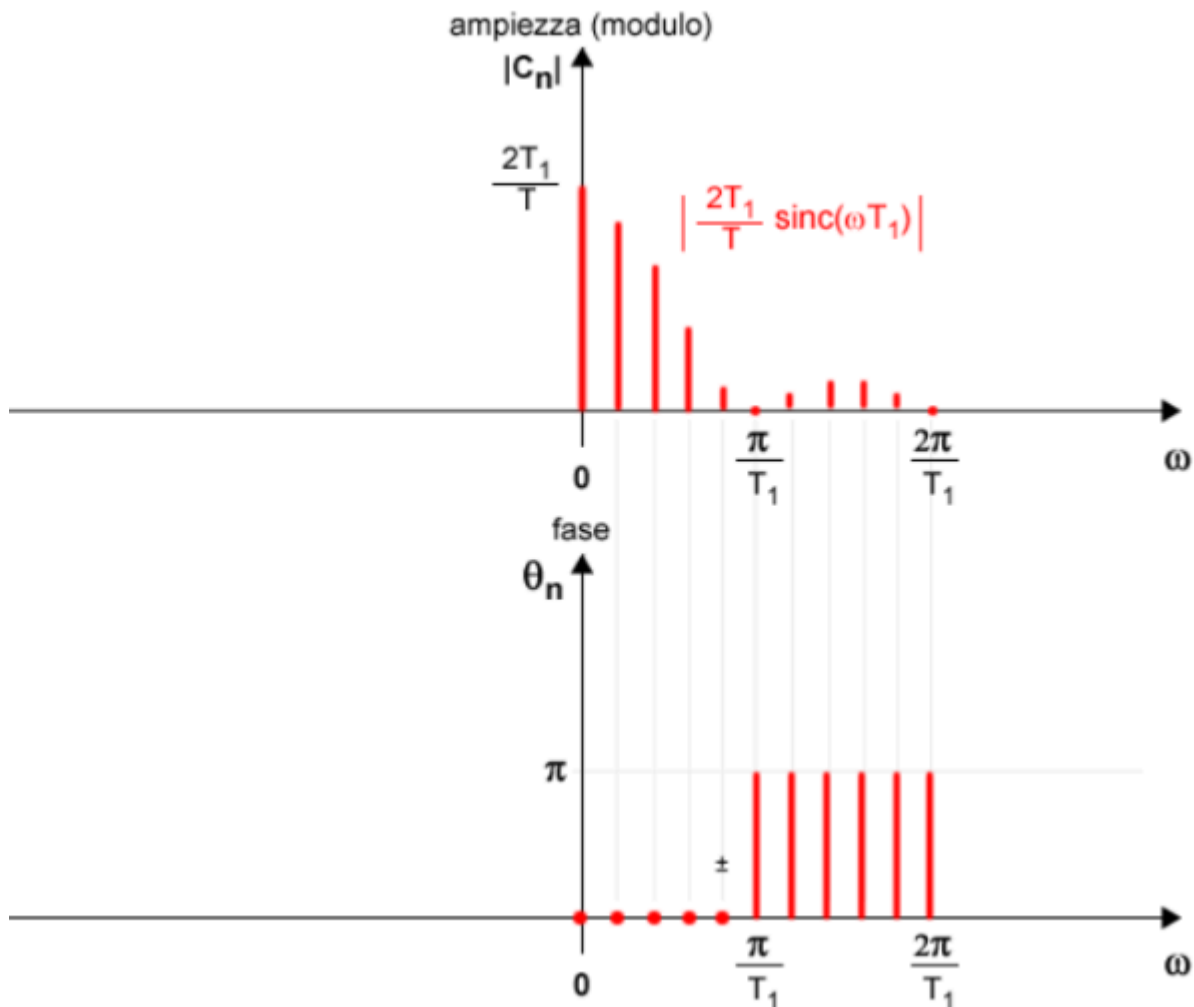 ampiezza (modulo)
|Cn|
2T1
T
| 2T1/T sinc(ωT1) |
π/T1
2π/T1
ω
0
fase
θn
π
±
π/T1
2π/T1
ω
0